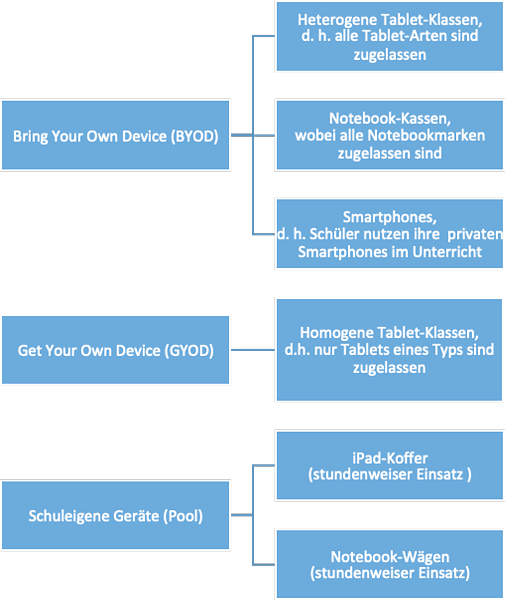 Bring Your Own Device (BYOD)
Heterogene Tablet-Klassen,
d. h. alle Tablet-Arten sind
zugelassen
Notebook-Kassen,
wobei alle Notebookmarken
zugelassen sind
Smartphones,
d. h. Schüler nutzen ihre  privaten
Smartphones im Unterricht
Get Your Own Device (GYOD)
Homogene Tablet-Klassen,
d.h. nur Tablets eines Typs sind
zugelassen
Schuleigene Geräte (Pool)
iPad-Koffer
(stundenweiser Einsatz )
Notebook-Wägen
(stundenweiser Einsatz)